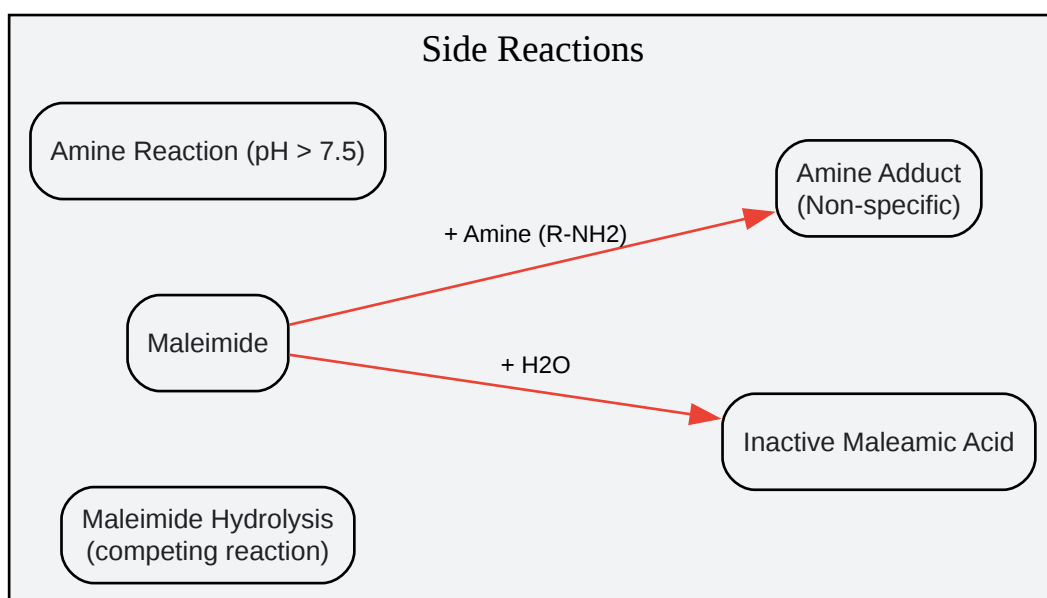 Side Reactions
Amine Reaction (pH > 7.5)
Amine Adduct
(Non-specific)
+ Amine (R-NH2)
Maleimide
+ H2O
Inactive Maleamic Acid
Maleimide Hydrolysis
(competing reaction)